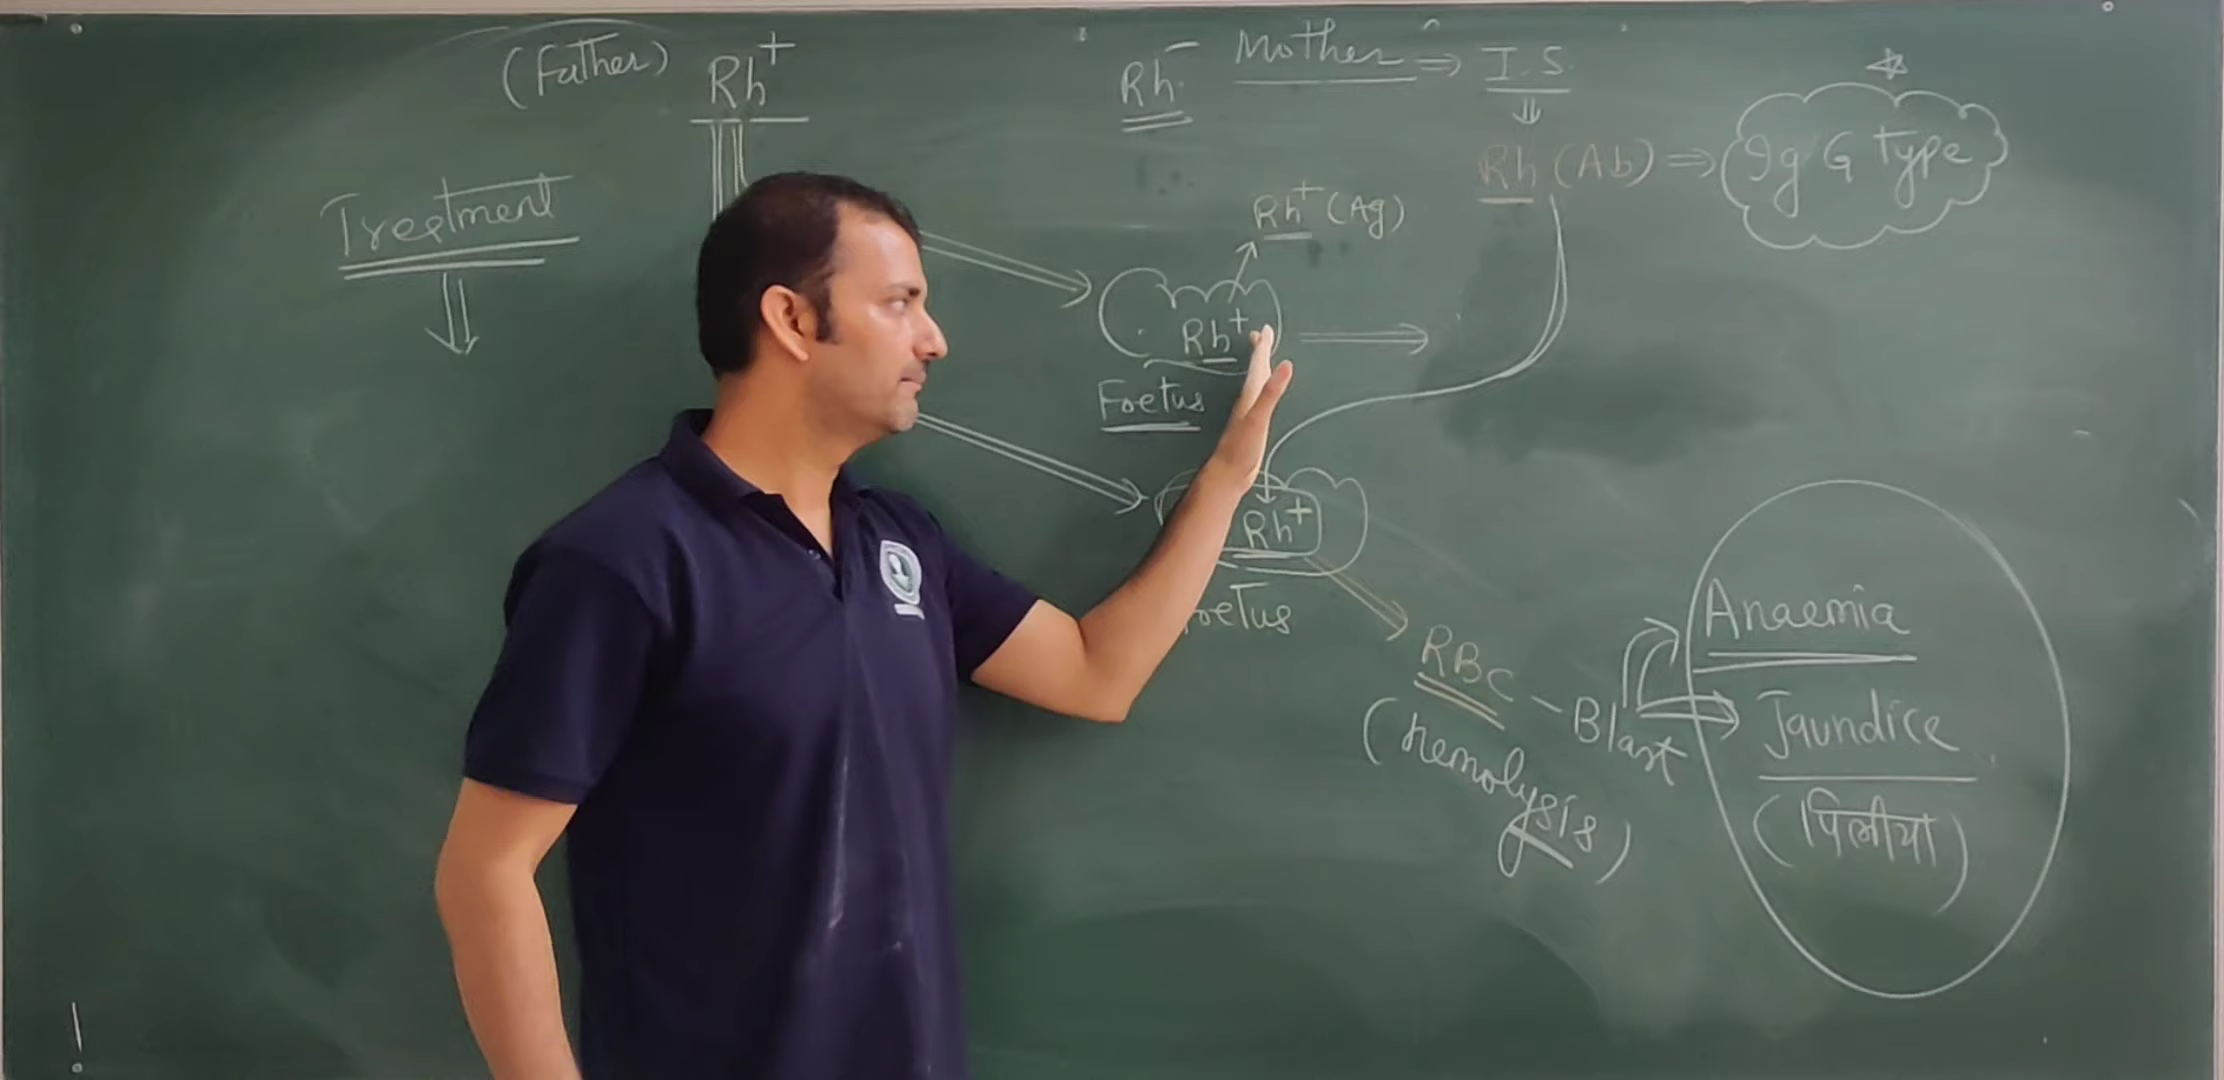 (Father) Rh+
Rh- Mother ⇒ I.S.
Rh (Ab) ⇒ Ig G Type
Treatment
Rh+ (Ag)
Rh+
Foetus
Rh+
oetus
RBC - Blast
(hemolysis)
Anaemia
Jaundice
(पिलीया)